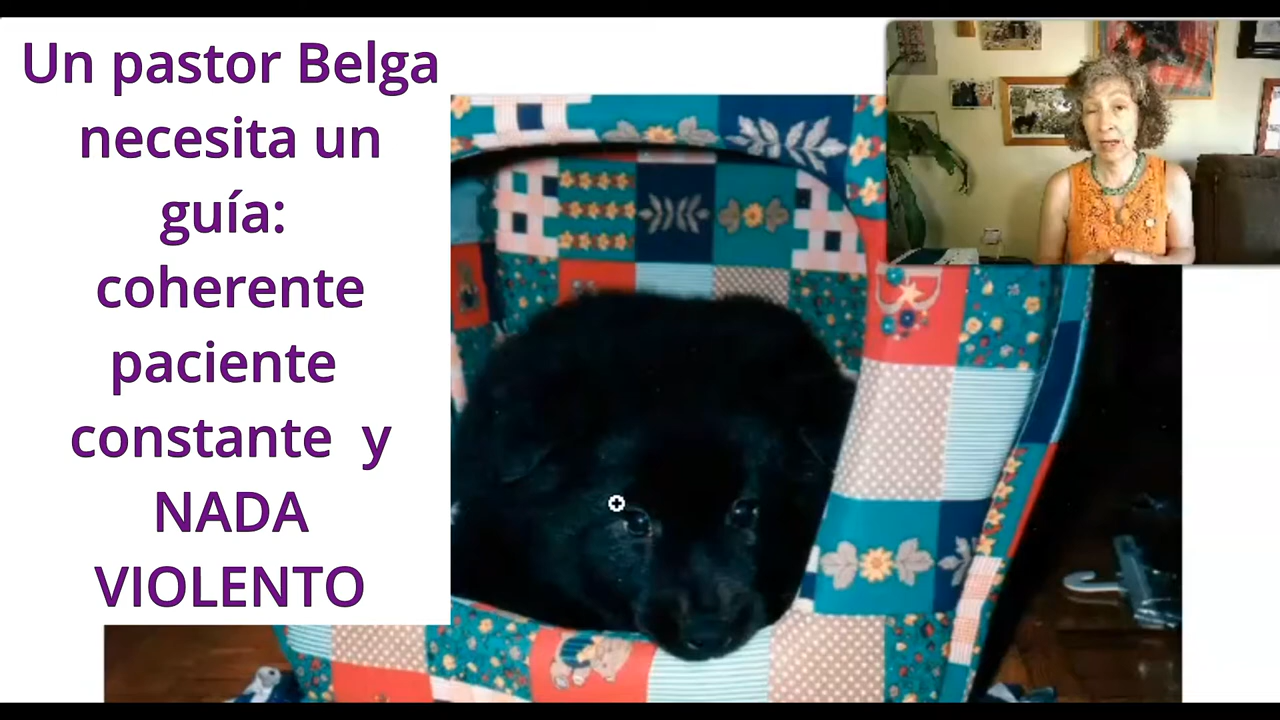 Un pastor Belga
necesita un
guía:
coherente
paciente
constante y
NADA
VIOLENTO